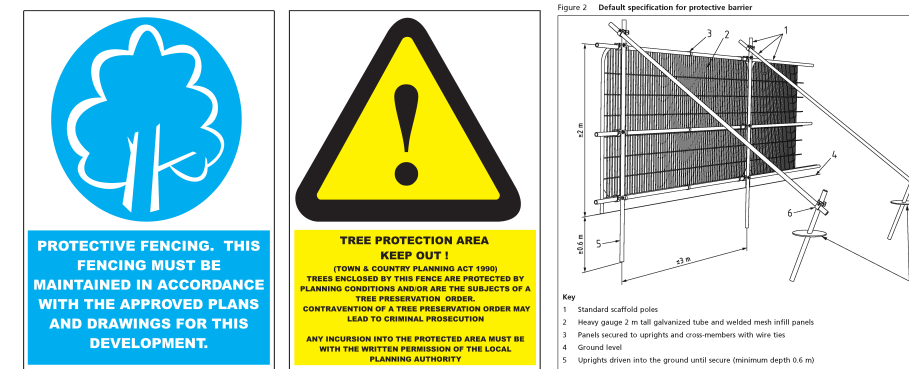 PROTECTIVE FENCING. THIS
FENCING MUST BE
MAINTAINED IN ACCORDANCE
WITH THE APPROVED PLANS
AND DRAWINGS FOR THIS
DEVELOPMENT.
TREE PROTECTION AREA
KEEP OUT !
(TOWN & COUNTRY PLANNING ACT 1990)
TREES ENCLOSED BY THIS FENCE ARE PROTECTED BY
PLANNING CONDITIONS AND/OR ARE THE SUBJECTS OF A
TREE PRESERVATION ORDER.
CONTRAVENTION OF A TREE PRESERVATION ORDER MAY
LEAD TO CRIMINAL PROSECUTION
ANY INCURSION INTO THE PROTECTED AREA MUST BE
WITH THE WRITTEN PERMISSION OF THE LOCAL
PLANNING AUTHORITY
Figure 2 Default specification for protective barrier
3
2
1
≥2 m
4
6
5
≥0.6 m
≤3 m
Key
1 Standard scaffold poles
2 Heavy gauge 2 m tall galvanized tube and welded mesh infill panels
3 Panels secured to uprights and cross-members with wire ties
4 Ground level
5 Uprights driven into the ground until secure (minimum depth 0.6 m)